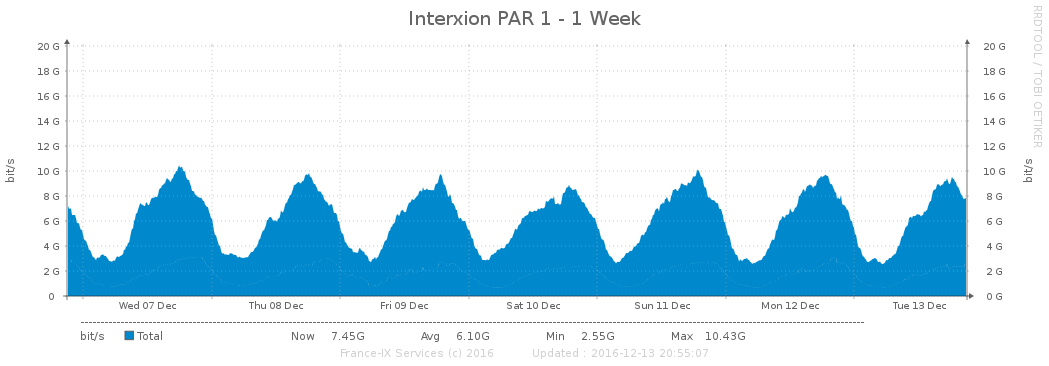 Interxion PAR 1 - 1 Week
RRDTOOL / TOBI OETIKER
bit/s
bit/s
20 G 20 G
18 G 18 G
16 G 16 G
14 G 14 G
12 G 12 G
10 G 10 G
8 G 8 G
6 G 6 G
4 G 4 G
2 G 2 G
0 0 G
Wed 07 Dec Thu 08 Dec Fri 09 Dec Sat 10 Dec Sun 11 Dec Mon 12 Dec Tue 13 Dec
bit/s Total Now 7.45G Avg 6.10G Min 2.55G Max 10.43G
France-IX Services (c) 2016 Updated : 2016-12-13 20:55:07